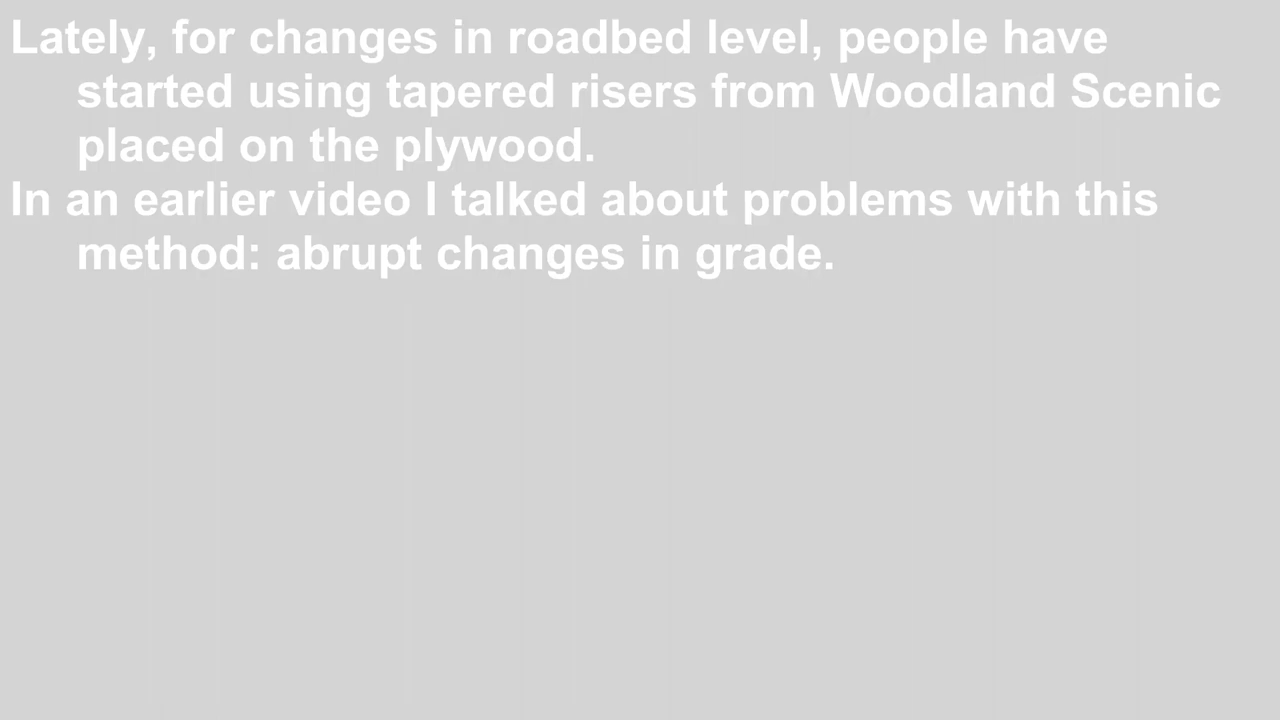 Lately, for changes in roadbed level, people have
started using tapered risers from Woodland Scenic
placed on the plywood.
In an earlier video I talked about problems with this
method: abrupt changes in grade.